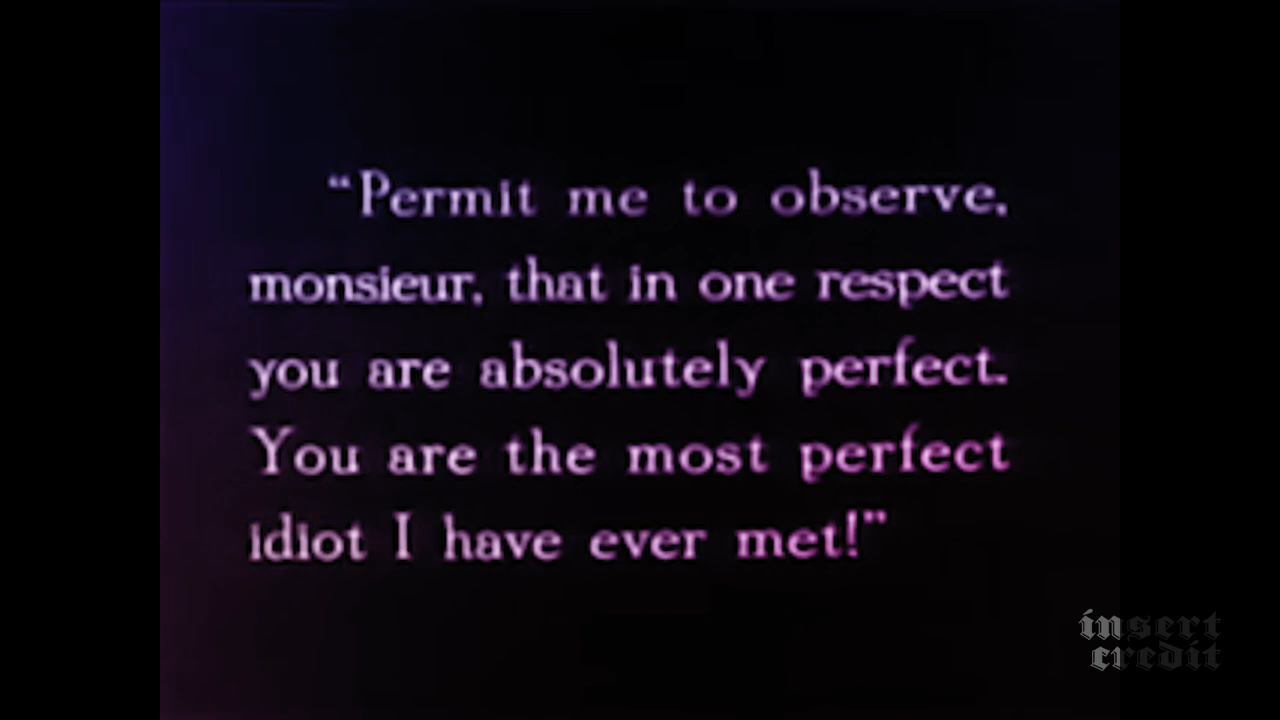 “Permit me to observe,
monsieur, that in one respect
you are absolutely perfect.
You are the most perfect
idiot I have ever met!”
insert
credit